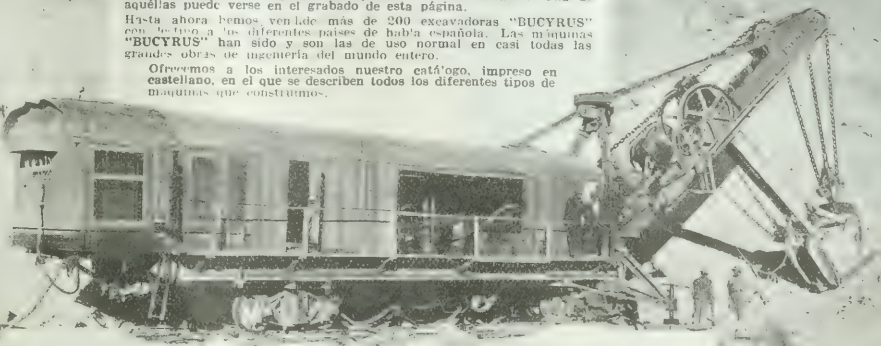 aquéllas puede verse en el grabado de esta página.
Hasta ahora hemos vendido más de 200 excavadoras "BUCYRUS"
con destino a los diferentes países de habla española. Las máquinas
"BUCYRUS" han sido y son las de uso normal en casi todas las
grandes obras de ingeniería del mundo entero.
Ofrecemos a los interesados nuestro catálogo, impreso en
castellano, en el que se describen todos los diferentes tipos de
maquinas que construimos.